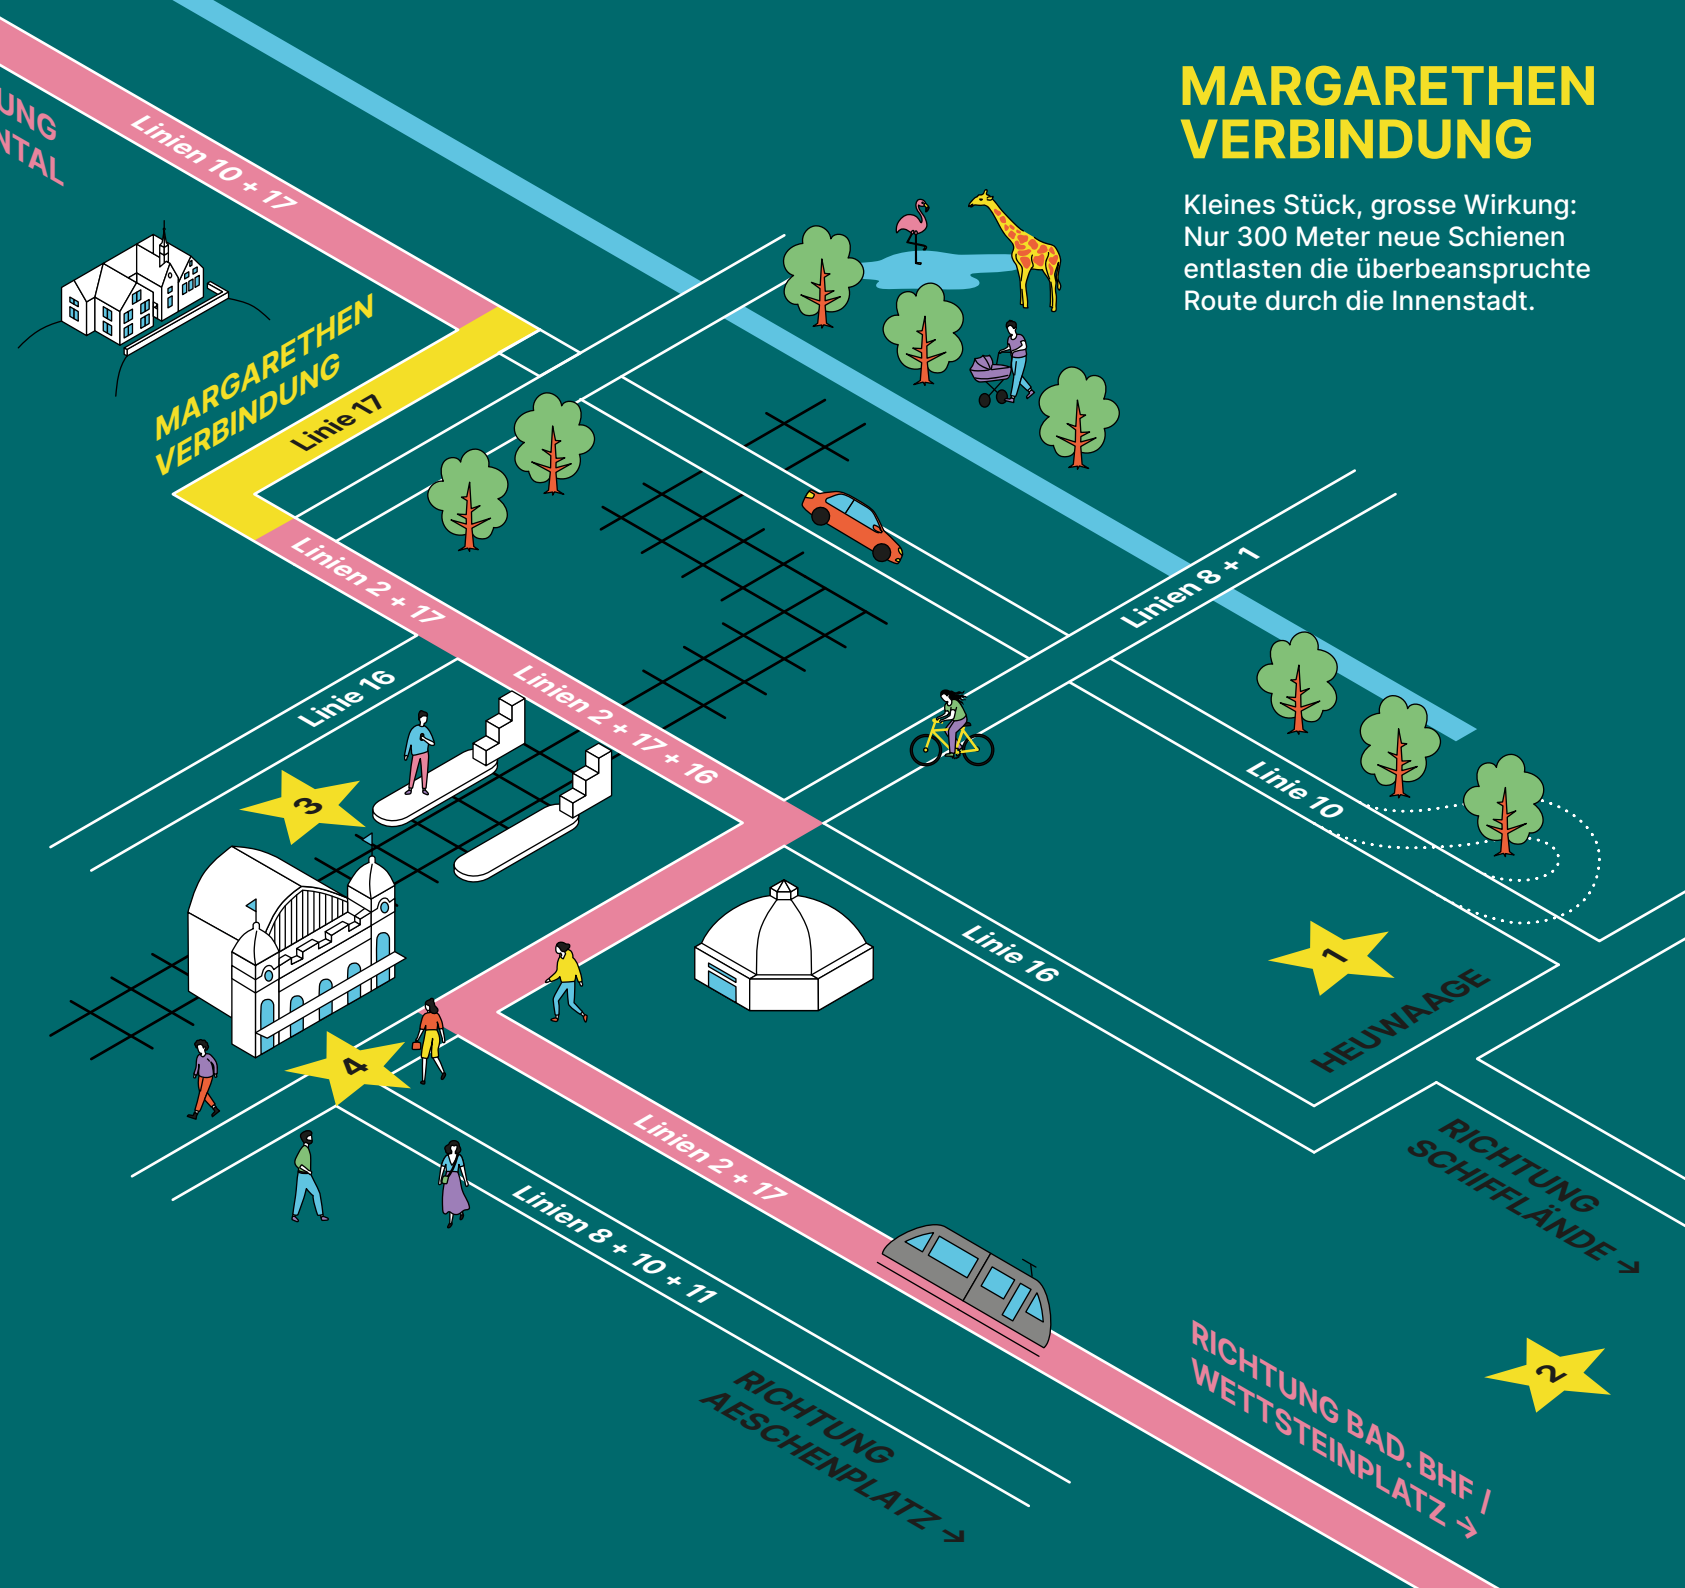 MARGARETHEN
VERBINDUNG
Kleines Stück, grosse Wirkung:
Nur 300 Meter neue Schienen
entlasten die überbeanspruchte
Route durch die Innenstadt.
UNG
NTAL
Linien 10 + 17
MARGARETHEN
VERBINDUNG
Linie 17
Linien 2 + 17
Linien 8 + 1
Linie 16
Linien 2 + 17 + 16
Linie 10
3
Linie 16
1
HEUWAAGE
4
Linien 2 + 17
RICHTUNG
SCHIFFLÄNDE →
Linien 8 + 10 + 11
RICHTUNG BAD. BHF /
WETTSTEINPLATZ →
2
RICHTUNG
AESCHENPLATZ →